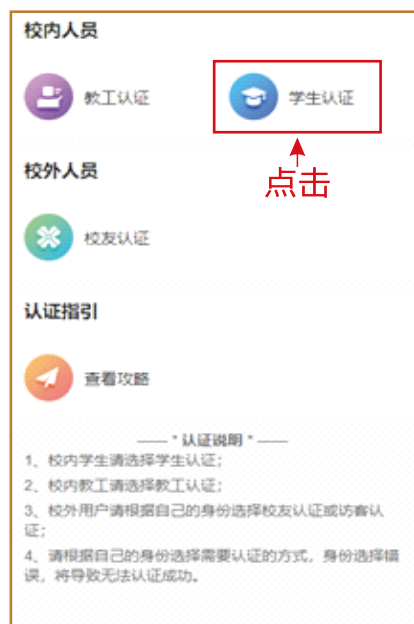 校内人员
教工认证
学生认证
点击
校外人员
校友认证
认证指引
查看攻略
—— * 认证说明 * ——
1、校内学生请选择学生认证；
2、校内教工请选择教工认证；
3、校外用户请根据自己的身份选择校友认证或访客认
证；
4、请根据自己的身份选择需要认证的方式，身份选择错
误，将导致无法认证成功。